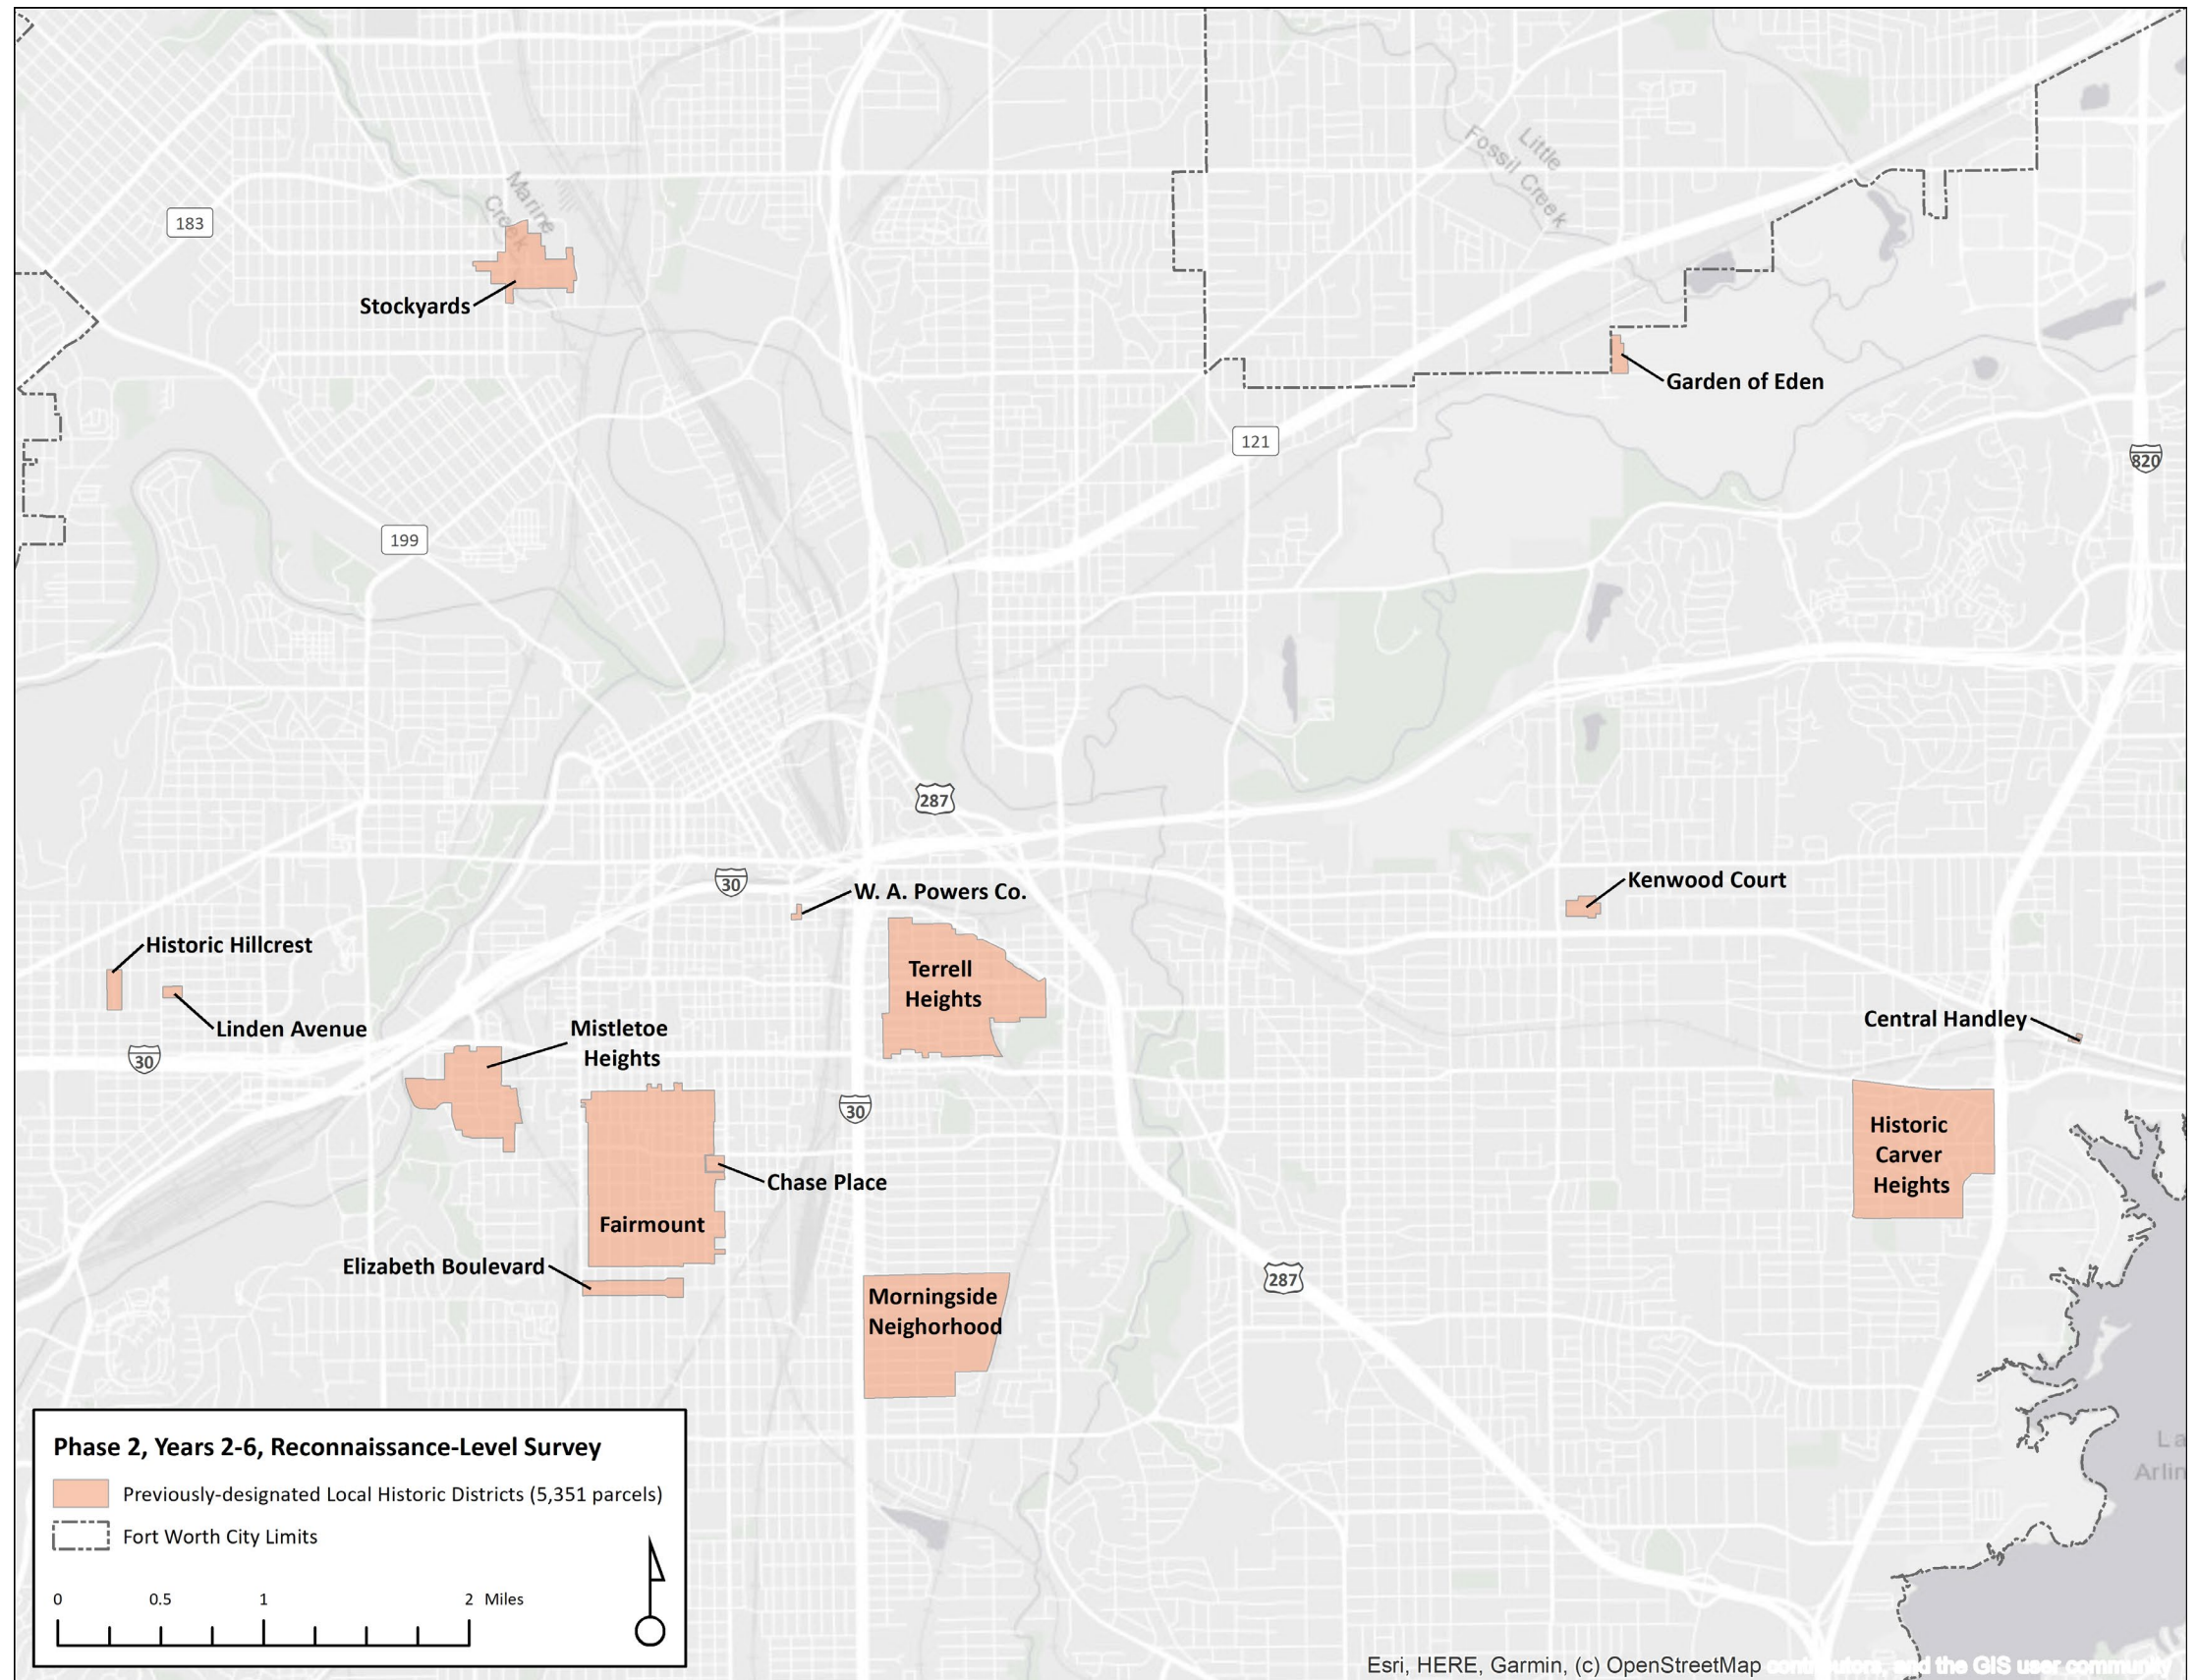 Little
Fossil Creek
Marine
Creek
183
Stockyards
Garden of Eden
121
820
199
287
30
W. A. Powers Co.
Kenwood Court
Historic Hillcrest
Terrell
Heights
Linden Avenue
Central Handley
Mistletoe
Heights
30
30
Historic
Carver
Heights
Chase Place
Fairmount
Elizabeth Boulevard
287
Morningside
Neighorhood
La
Arlin
Phase 2, Years 2-6, Reconnaissance-Level Survey
Previously-designated Local Historic Districts (5,351 parcels)
Fort Worth City Limits
0 0.5 1 2 Miles
Esri, HERE, Garmin, (c) OpenStreetMap contributors, and the GIS user community